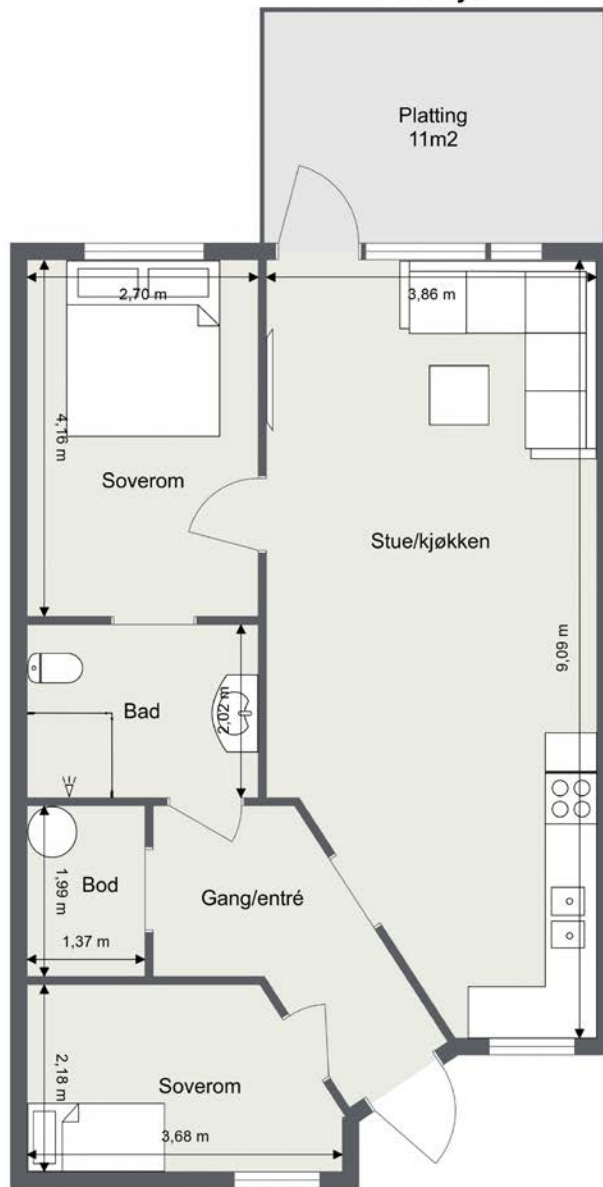 Platting
11m2
2,70 m
3,86 m
4,16 m
Soverom
Stue/kjøkken
9,09 m
2,02 m
Bad
1,99 m
Bod
1,37 m
Gang/entré
2,18 m
Soverom
3,68 m